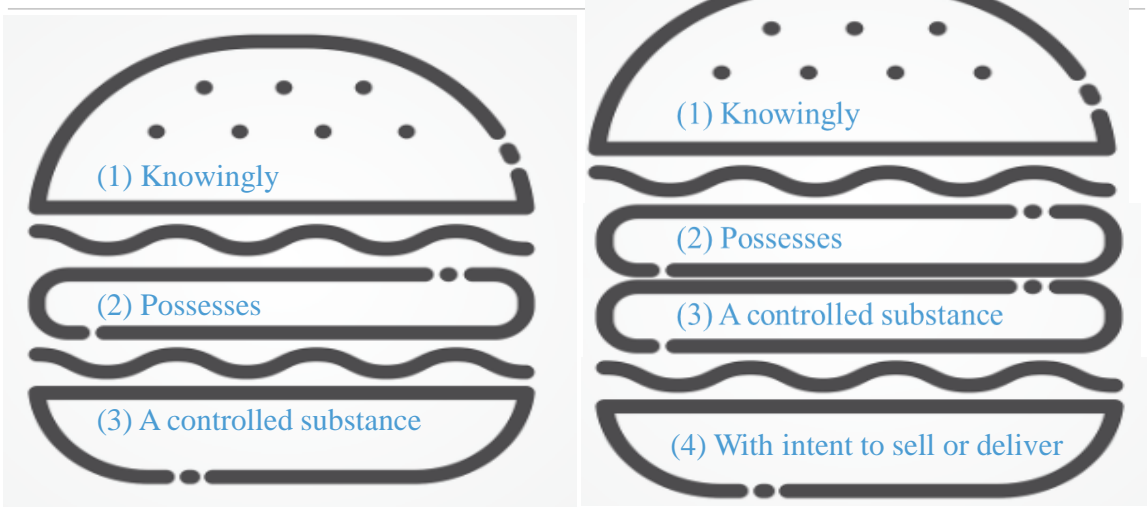 (1) Knowingly
(2) Possesses
(3) A controlled substance
(1) Knowingly
(2) Possesses
(3) A controlled substance
(4) With intent to sell or deliver